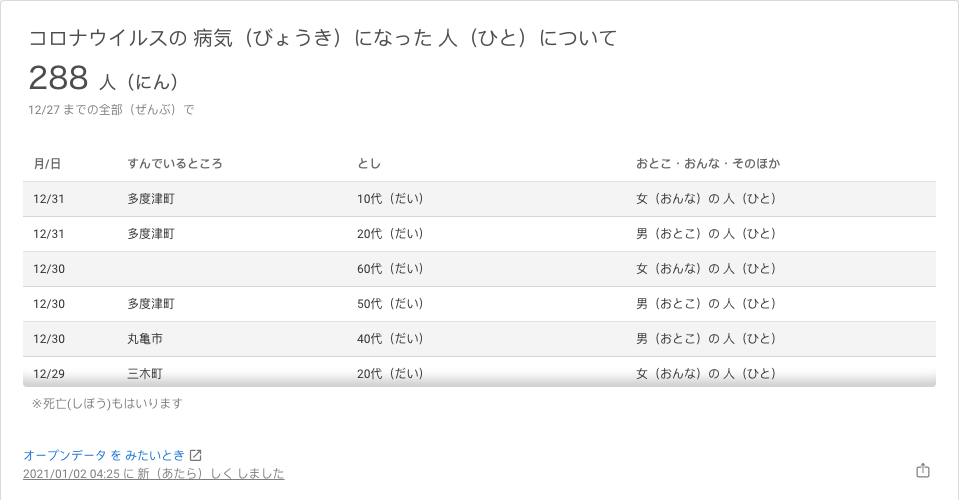 コロナウイルスの 病気（びょうき）になった 人（ひと）について
288 人（にん）
12/27 までの全部（ぜんぶ）で
月/日 すんでいるところ とし おとこ・おんな・そのほか
12/31 多度津町 10代（だい） 女（おんな）の 人（ひと）
12/31 多度津町 20代（だい） 男（おとこ）の 人（ひと）
12/30 60代（だい） 女（おんな）の 人（ひと）
12/30 多度津町 50代（だい） 男（おとこ）の 人（ひと）
12/30 丸亀市 40代（だい） 男（おとこ）の 人（ひと）
12/29 三木町 20代（だい） 女（おんな）の 人（ひと）
※死亡(しぼう)もはいります
オープンデータ を みたいとき
2021/01/02 04:25 に 新（あたら）しく しました